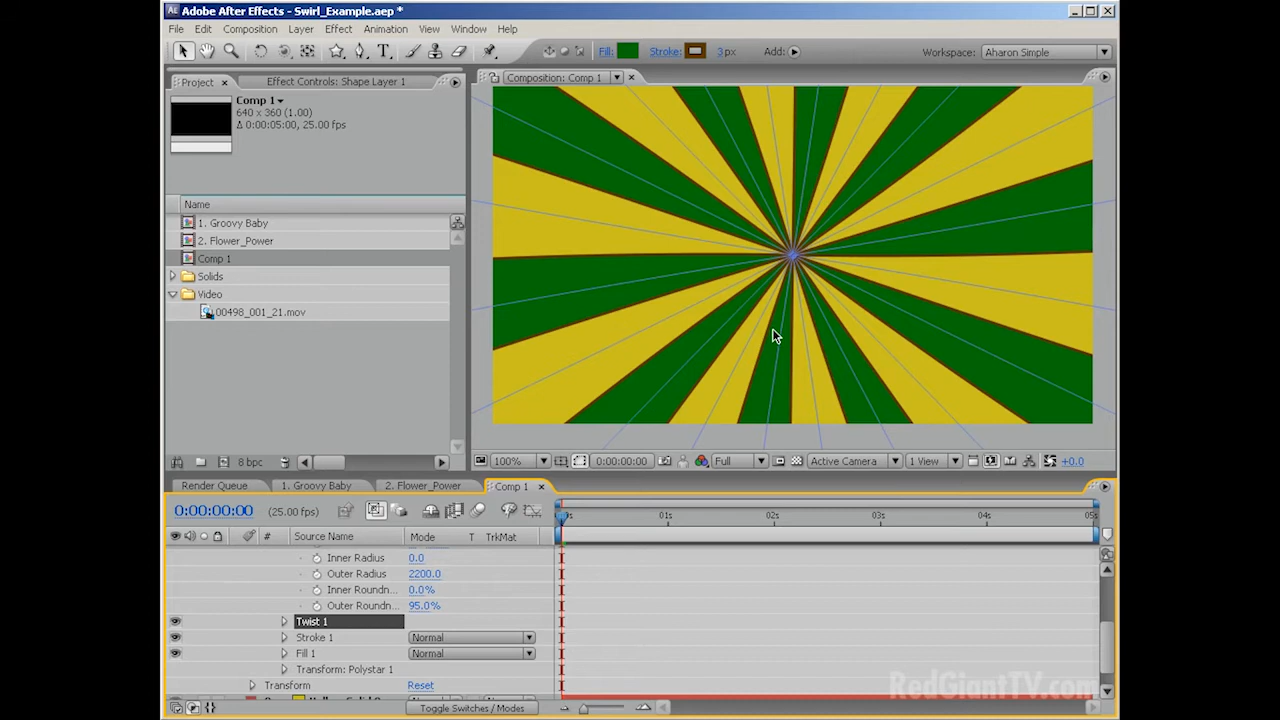 Adobe After Effects - Swirl_Example.aep *
File Edit Composition Layer Effect Animation View Window Help
Fill: Stroke: 3 px Add: Workspace: Aharon Simple
Project × Effect Controls: Shape Layer 1
Composition: Comp 1 ×
Comp 1
640 x 360 (1.00)
Δ 0:00:05:00, 25.00 fps
Name
1. Groovy Baby
2. Flower_Power
Comp 1
Solids
Video
00498_001_21.mov
8 bpc
100% 0:00:00:00 Full Active Camera 1 View +0.0
Render Queue 1. Groovy Baby 2. Flower_Power Comp 1 ×
0:00:00:00 (25.00 fps)
01s 02s 03s 04s 05s
# Source Name Mode T TrkMat
Inner Radius 0.0
Outer Radius 2200.0
Inner Roundn... 0.0%
Outer Roundn... 95.0%
Twist 1
Stroke 1 Normal
Fill 1 Normal
Transform: Polystar 1
Transform Reset
Toggle Switches / Modes
RedGiantTV.com